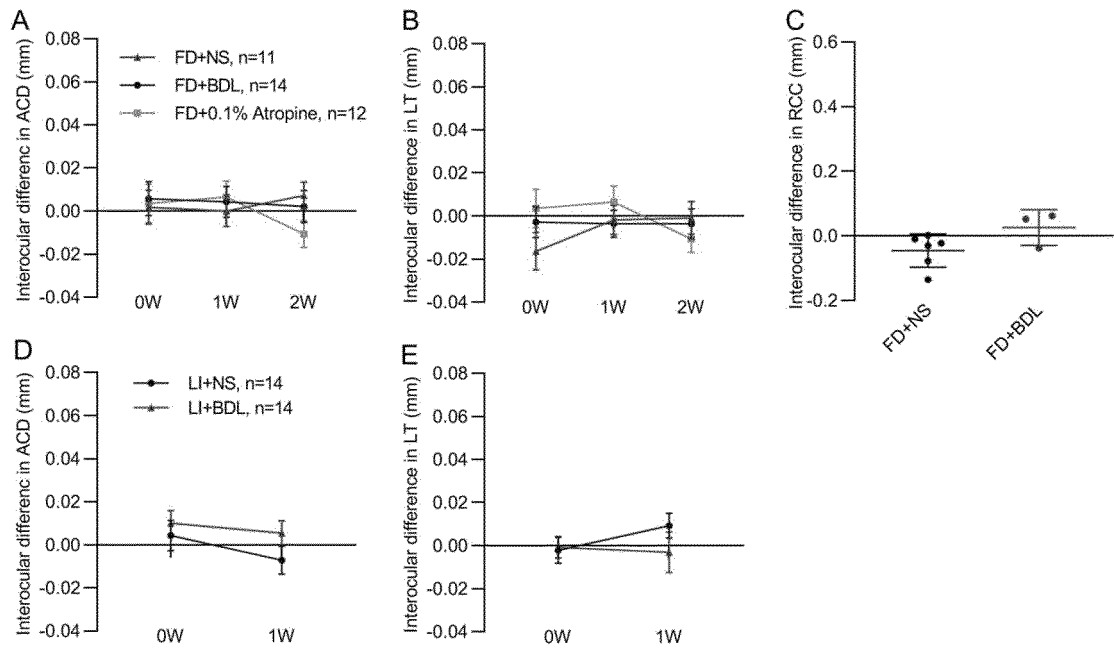 A
Interocular differenc in ACD (mm)
0.08
0.06
0.04
0.02
0.00
-0.02
-0.04
FD+NS, n=11
FD+BDL, n=14
FD+0.1% Atropine, n=12
0W 1W 2W
B
Interocular difference in LT (mm)
0.08
0.06
0.04
0.02
0.00
-0.02
-0.04
0W 1W 2W
C
Interocular difference in RCC (mm)
0.6
0.4
0.2
0.0
-0.2
FD+NS
FD+BDL
D
Interocular differenc in ACD (mm)
0.08
0.06
0.04
0.02
0.00
-0.02
-0.04
LI+NS, n=14
LI+BDL, n=14
0W 1W
E
Interocular difference in LT (mm)
0.08
0.06
0.04
0.02
0.00
-0.02
-0.04
0W 1W